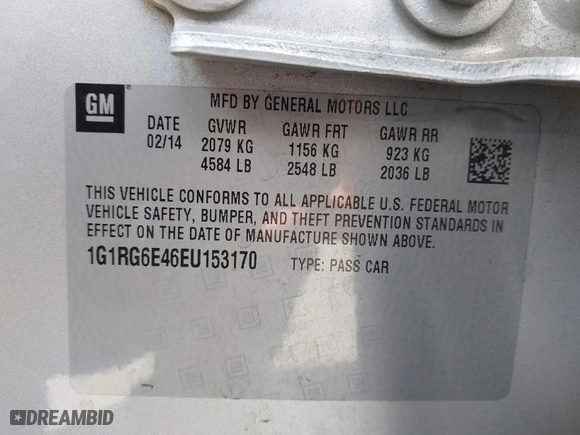 GM
MFD BY GENERAL MOTORS LLC
DATE GVWR GAWR FRT GAWR RR
02/14 2079 KG 1156 KG 923 KG
4584 LB 2548 LB 2036 LB
THIS VEHICLE CONFORMS TO ALL APPLICABLE U.S. FEDERAL MOTOR
VEHICLE SAFETY, BUMPER, AND THEFT PREVENTION STANDARDS IN
EFFECT ON THE DATE OF MANUFACTURE SHOWN ABOVE.
1G1RG6E46EU153170 TYPE: PASS CAR
DREAMBID